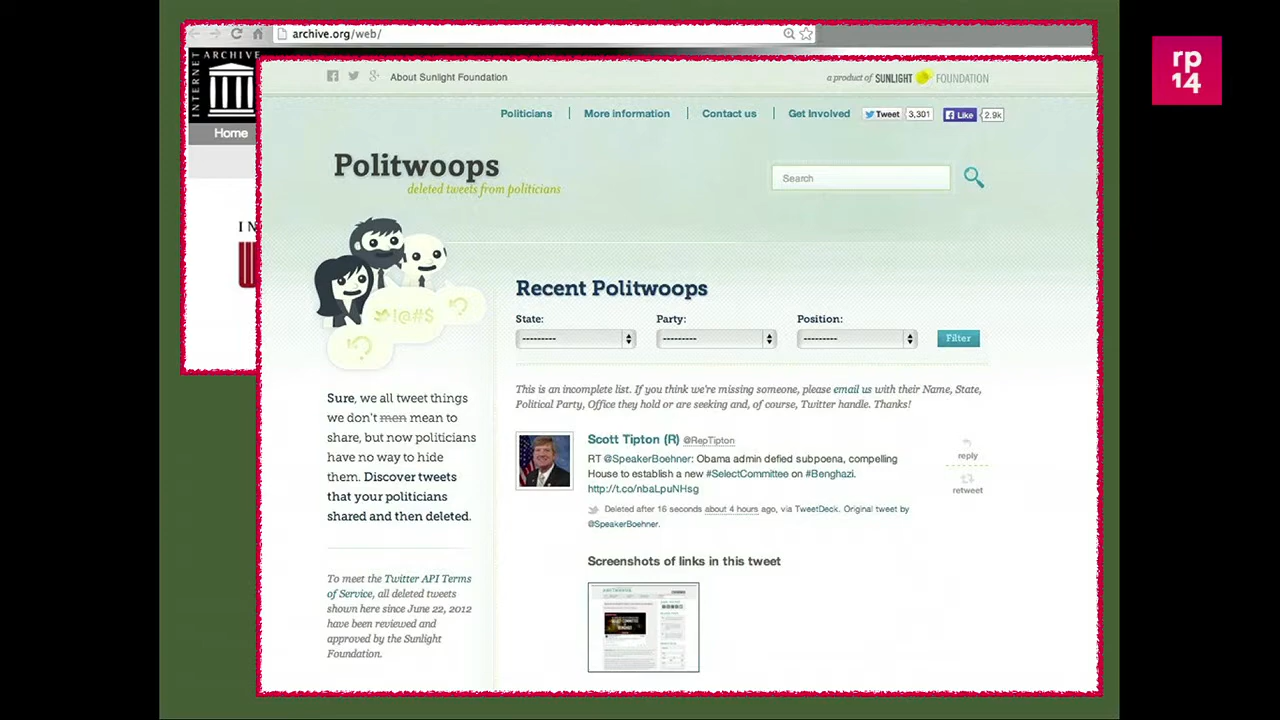 archive.org/web/
rp
14
INTERNET
ARCHIVE
Home
IN
About Sunlight Foundation
a product of SUNLIGHT FOUNDATION
Politicians
More information
Contact us
Get Involved
Tweet
3,301
Like
2.9k
Politwoops
deleted tweets from politicians
Search
!@#$
Recent Politwoops
State:
Party:
Position:
---------
---------
---------
Filter
This is an incomplete list. If you think we're missing someone, please email us with their Name, State,
Political Party, Office they hold or are seeking and, of course, Twitter handle. Thanks!
Sure, we all tweet things
we don't men mean to
share, but now politicians
have no way to hide
them. Discover tweets
that your politicians
shared and then deleted.
To meet the Twitter API Terms
of Service, all deleted tweets
shown here since June 22, 2012
have been reviewed and
approved by the Sunlight
Foundation.
Scott Tipton (R) @RepTipton
RT @SpeakerBoehner: Obama admin defied subpoena, compelling
House to establish a new #SelectCommittee on #Benghazi.
http://t.co/nbaLpuNHsg
Deleted after 16 seconds about 4 hours ago, via TweetDeck. Original tweet by
@SpeakerBoehner.
reply
retweet
Screenshots of links in this tweet